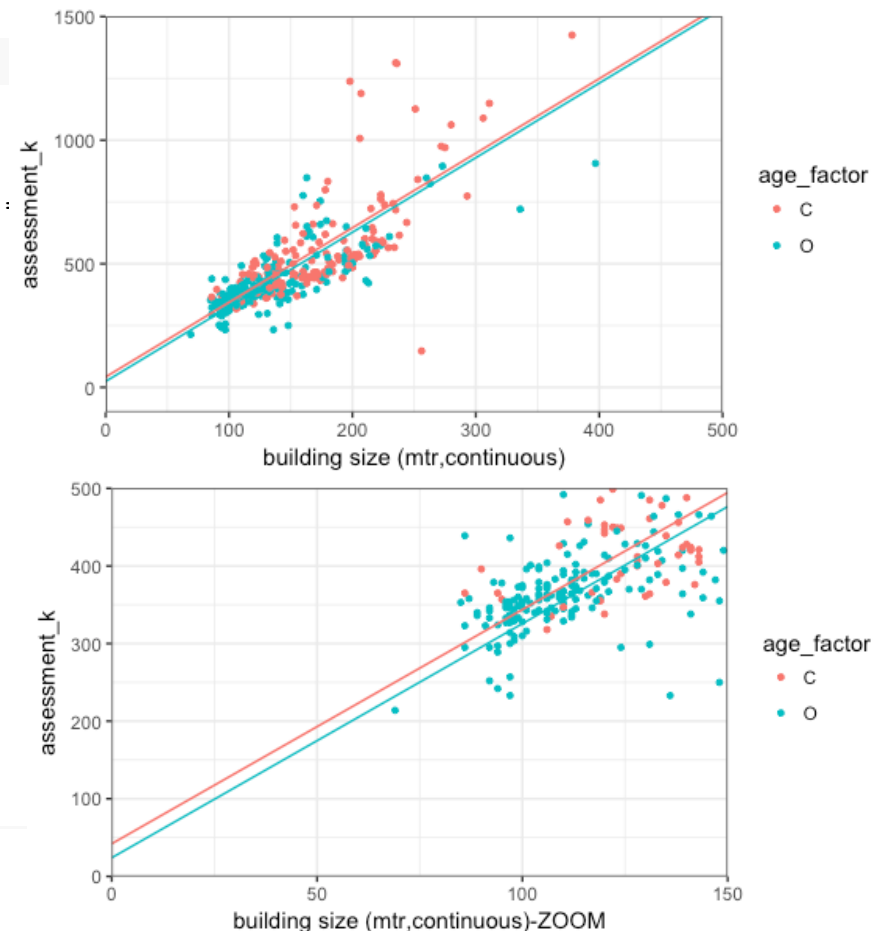 1500
1000
500
0
assessment_k
0 100 200 300 400 500
building size (mtr,continuous)
age_factor
C
O
500
400
300
200
100
0
assessment_k
0 50 100 150
building size (mtr,continuous)-ZOOM
age_factor
C
O